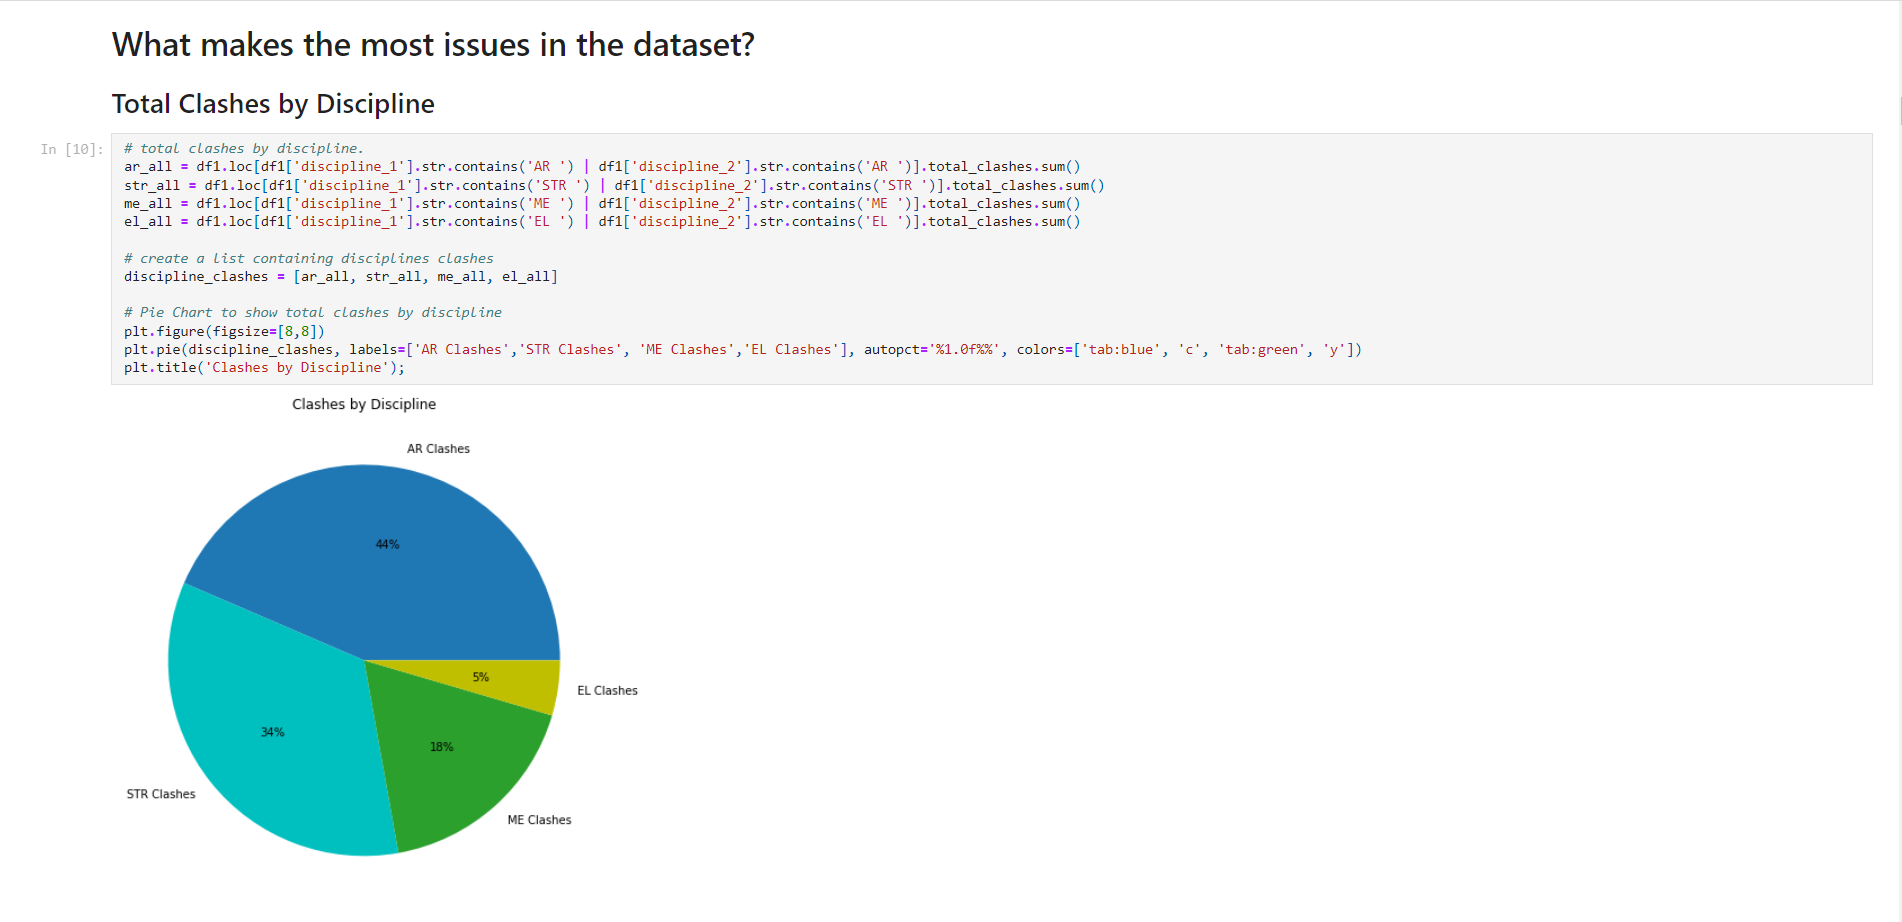 What makes the most issues in the dataset?
Total Clashes by Discipline
In [10]:
# total clashes by discipline.
ar_all = df1.loc[df1['discipline_1'].str.contains('AR ') | df1['discipline_2'].str.contains('AR ')].total_clashes.sum()
str_all = df1.loc[df1['discipline_1'].str.contains('STR ') | df1['discipline_2'].str.contains('STR ')].total_clashes.sum()
me_all = df1.loc[df1['discipline_1'].str.contains('ME ') | df1['discipline_2'].str.contains('ME ')].total_clashes.sum()
el_all = df1.loc[df1['discipline_1'].str.contains('EL ') | df1['discipline_2'].str.contains('EL ')].total_clashes.sum()
# create a list containing disciplines clashes
discipline_clashes = [ar_all, str_all, me_all, el_all]
# Pie Chart to show total clashes by discipline
plt.figure(figsize=[8,8])
plt.pie(discipline_clashes, labels=['AR Clashes','STR Clashes', 'ME Clashes','EL Clashes'], autopct='%1.0f%%', colors=['tab:blue', 'c', 'tab:green', 'y'])
plt.title('Clashes by Discipline');
Clashes by Discipline
AR Clashes
44%
5%
EL Clashes
34%
18%
STR Clashes
ME Clashes